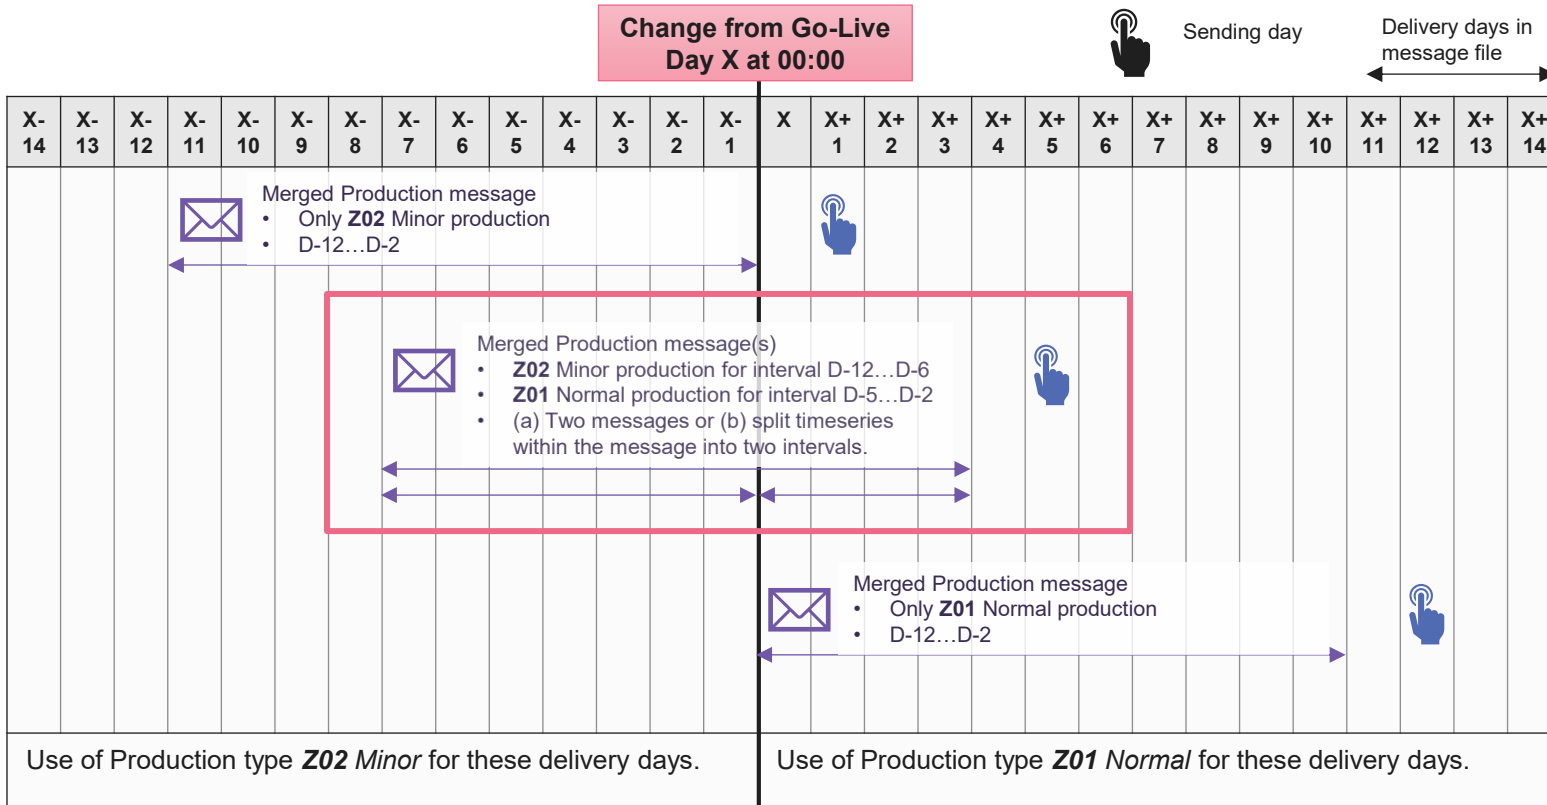 Change from Go-Live
Day X at 00:00
Sending day
Delivery days in
message file
X-14 X-13 X-12 X-11 X-10 X-9 X-8 X-7 X-6 X-5 X-4 X-3 X-2 X-1 X X+1 X+2 X+3 X+4 X+5 X+6 X+7 X+8 X+9 X+10 X+11 X+12 X+13 X+14
Merged Production message
• Only Z02 Minor production
• D-12...D-2
Merged Production message(s)
• Z02 Minor production for interval D-12...D-6
• Z01 Normal production for interval D-5...D-2
• (a) Two messages or (b) split timeseries
within the message into two intervals.
Merged Production message
• Only Z01 Normal production
• D-12...D-2
Use of Production type Z02 Minor for these delivery days.
Use of Production type Z01 Normal for these delivery days.